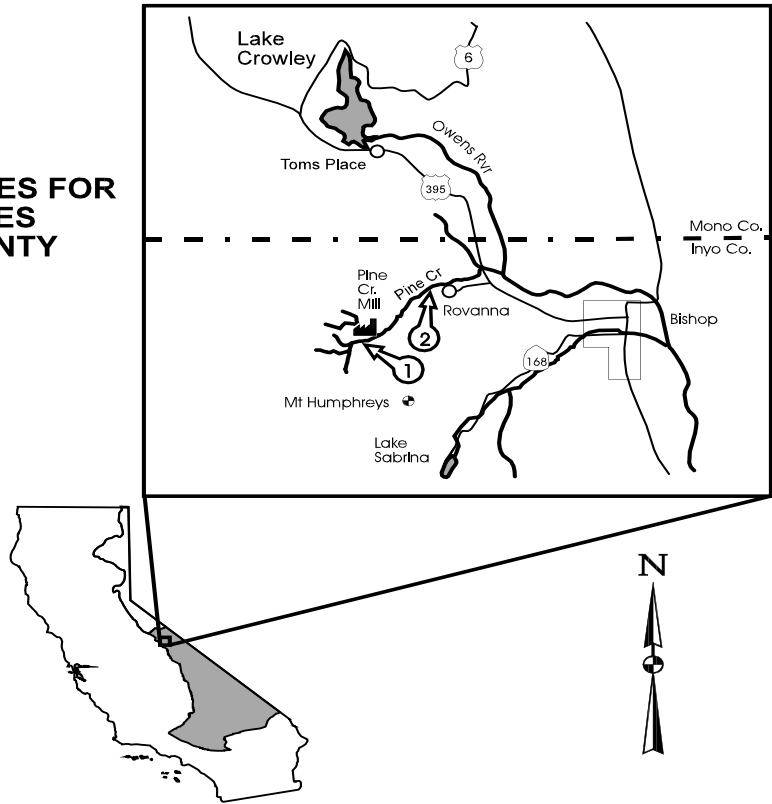 ES FOR
ES
NTY
Lake
Crowley
6
Toms Place
Owens Rvr
395
Mono Co.
Inyo Co.
Pine
Cr.
Mill
Pine Cr
Rovanna
Bishop
2
1
168
Mt Humphreys
Lake
Sabrina
N